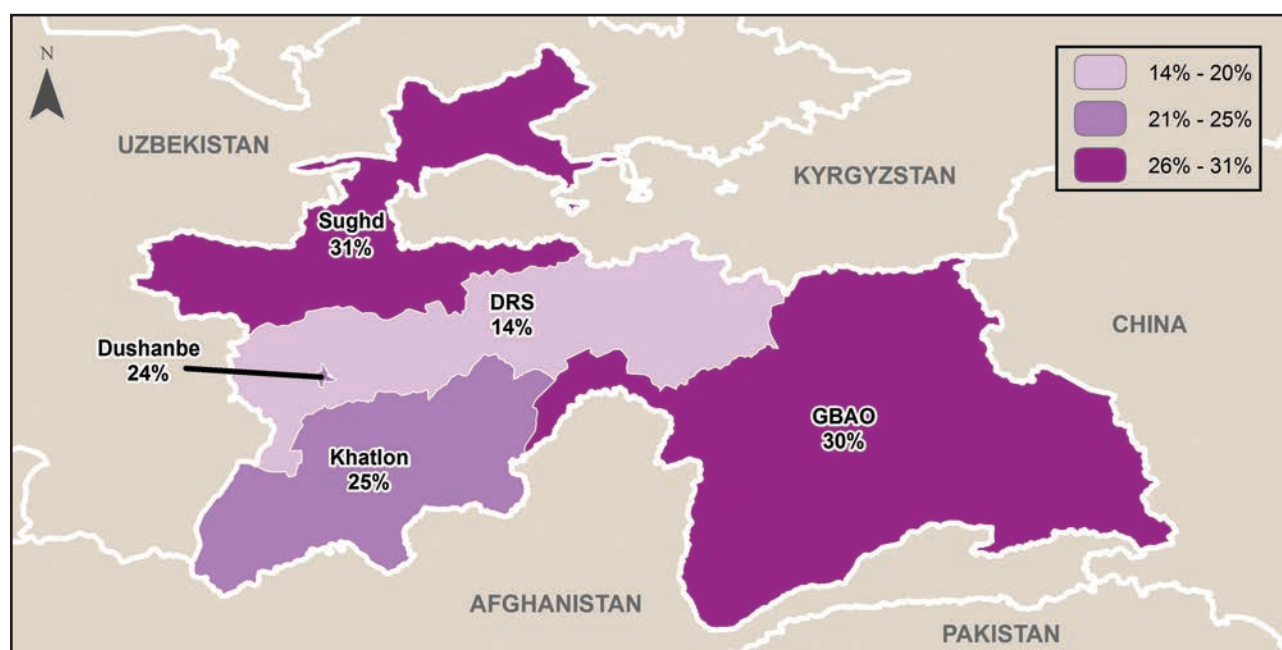 N
14% - 20%
21% - 25%
26% - 31%
UZBEKISTAN
KYRGYZSTAN
Sughd
31%
DRS
14%
CHINA
Dushanbe
24%
GBAO
30%
Khatlon
25%
AFGHANISTAN
PAKISTAN